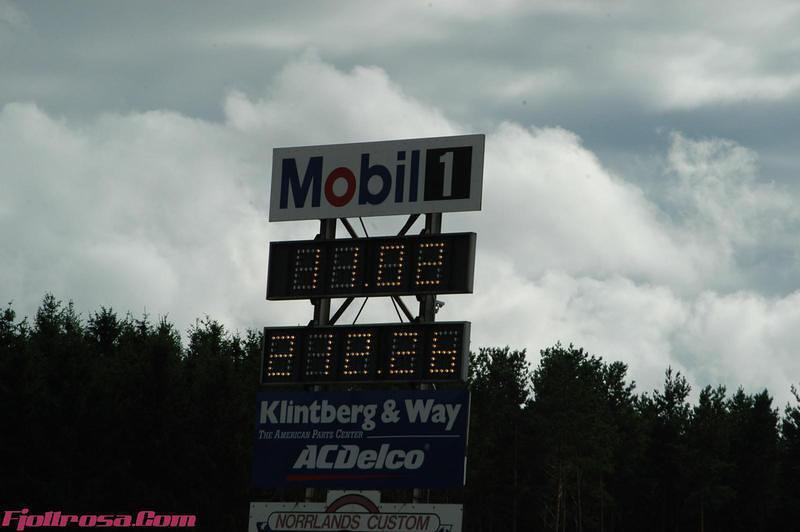 Mobil 1
Klintberg & Way
THE AMERICAN PARTS CENTER
ACDelco
NORRLANDS CUSTOM
Fjollrosa.Com